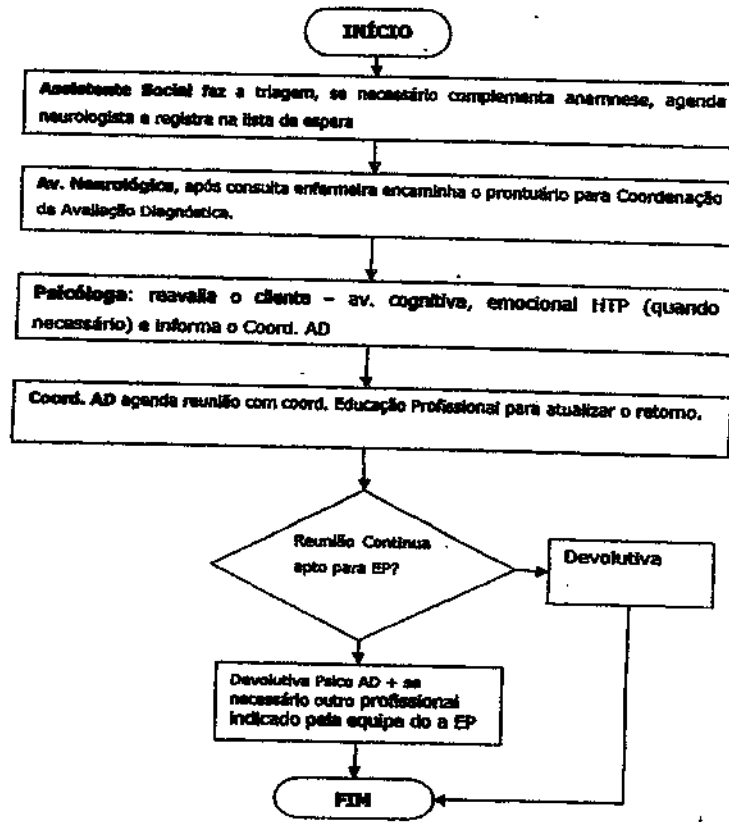 INÍCIO
Assistente Social faz a triagem, se necessário complementa anamnese, agenda
neurologista e registra na lista de espera
Av. Neurológica, após consulta enfermeira encaminha o prontuário para Coordenação
da Avaliação Diagnóstica.
Psicóloga: reavalia o cliente – av. cognitiva, emocional HTP (quando
necessário) e informa o Coord. AD
Coord. AD agenda reunião com coord. Educação Profissional para atualizar o retorno.
Reunião Continua
apto para EP?
Devolutiva
Devolutiva Psico AD + se
necessário outro profissional
indicado pela equipe do a EP
FIM